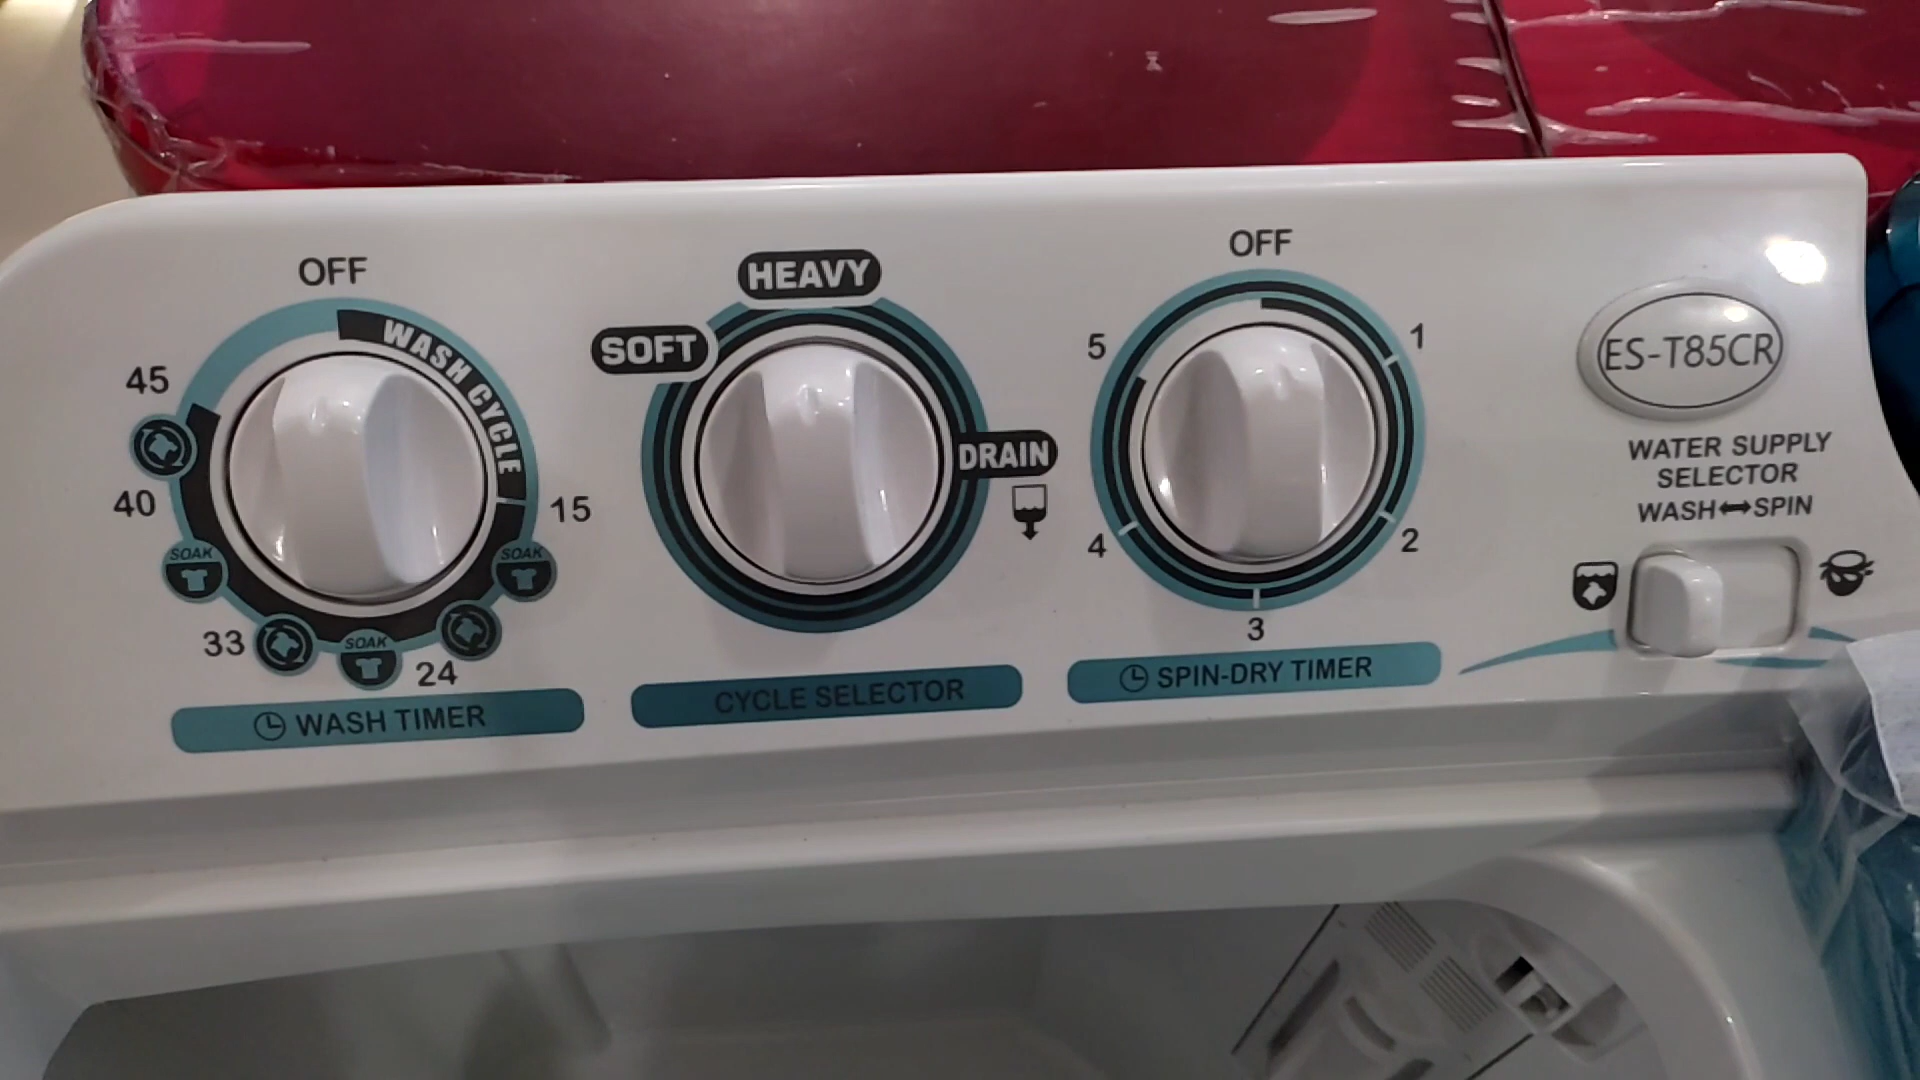 OFF
WASH CYCLE
45
40
15
SOAK
SOAK
33
SOAK
24
WASH TIMER
HEAVY
SOFT
DRAIN
CYCLE SELECTOR
OFF
5
1
4
2
3
SPIN-DRY TIMER
ES-T85CR
WATER SUPPLY
SELECTOR
WASH↔SPIN